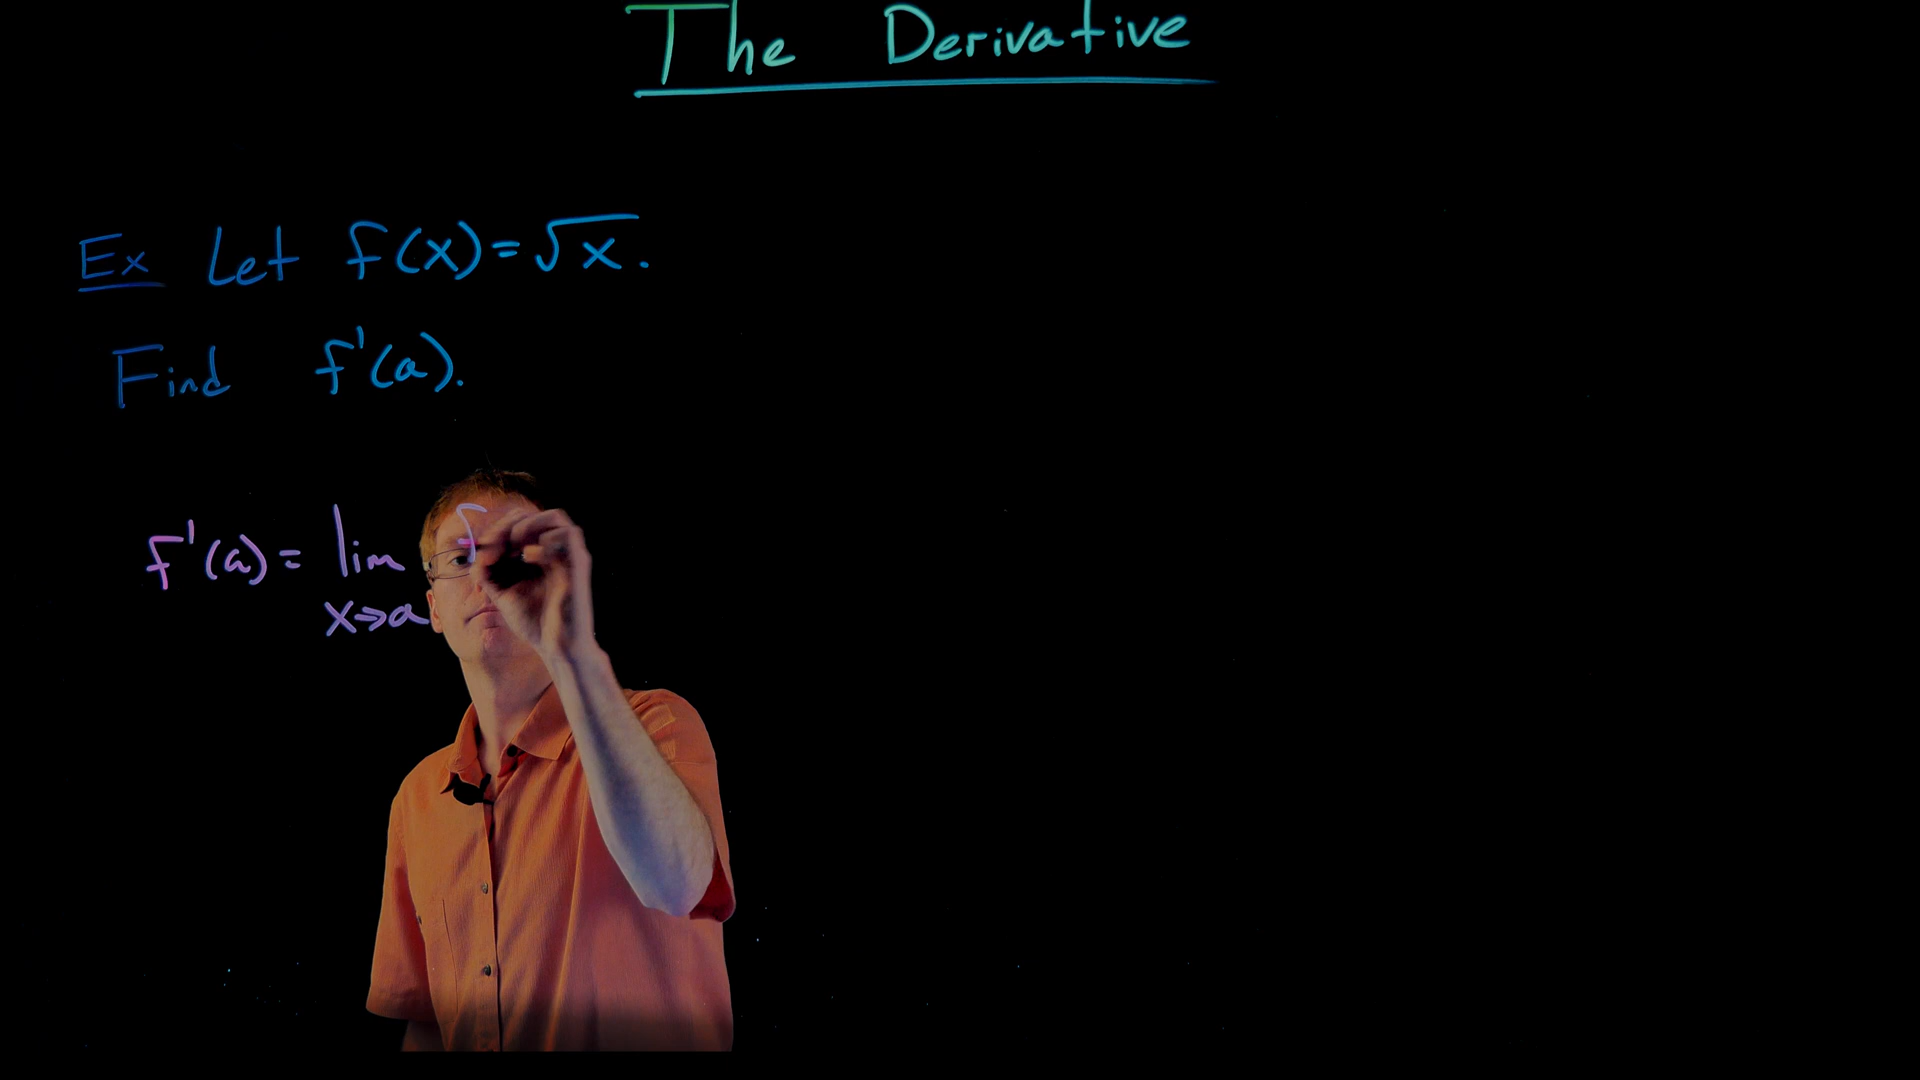 The Derivative
Ex Let f(x)=√x.
Find f'(a).
f'(a)= lim f
x→a